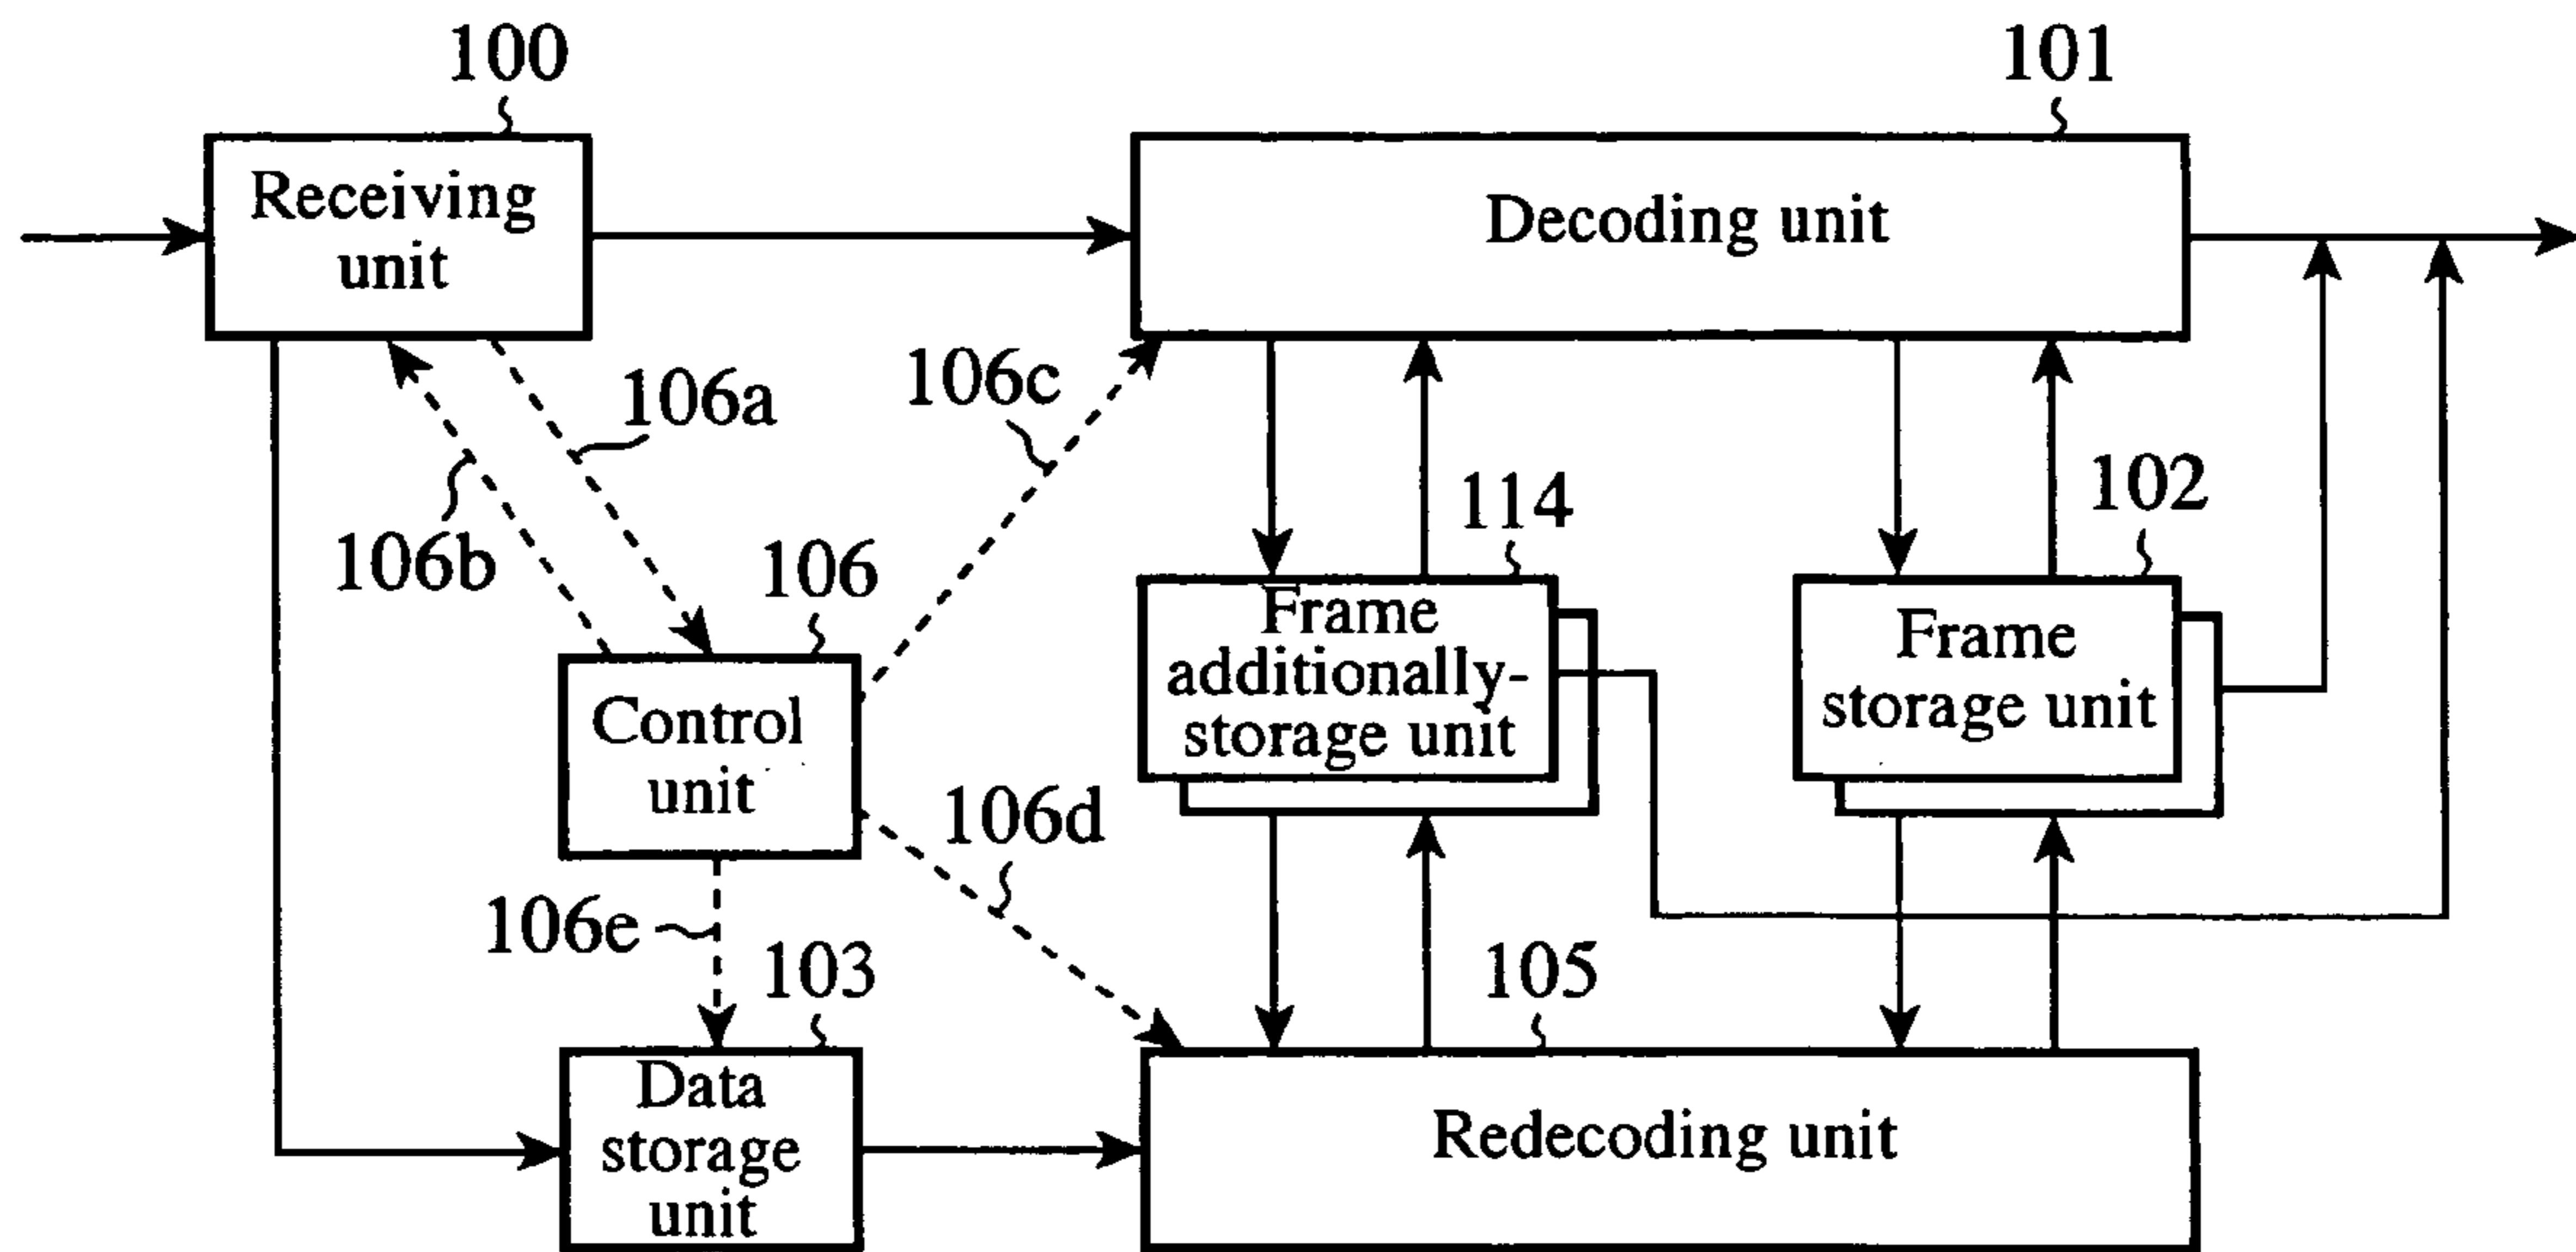 100
101
Receiving
unit
Decoding unit
106a
106c
106b
114
102
106
Frame
additionally-
storage unit
Frame
storage unit
Control
unit
106d
106e
103
105
Data
storage
unit
Redecoding unit